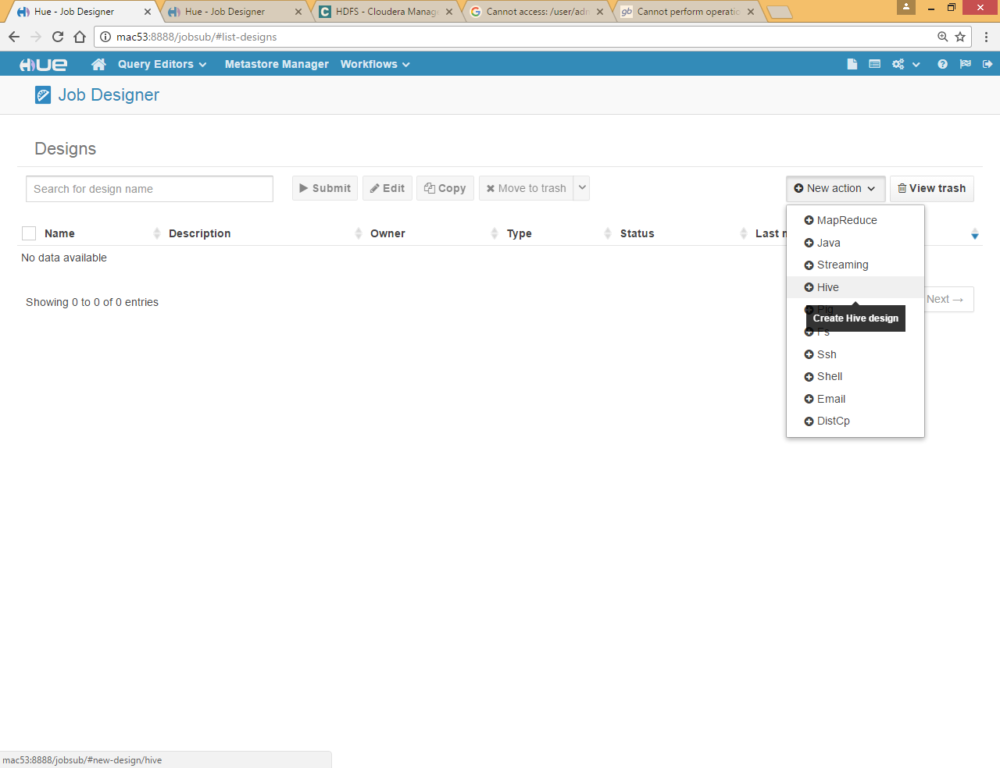 Hue - Job Designer
Hue - Job Designer
HDFS - Cloudera Manage
Cannot access: /user/adm
Cannot perform operatio
mac53:8888/jobsub/#list-designs
HUE
Query Editors
Metastore Manager
Workflows
Job Designer
Designs
Search for design name
Submit
Edit
Copy
Move to trash
New action
View trash
Name
Description
Owner
Type
Status
Last m
No data available
Showing 0 to 0 of 0 entries
Next →
MapReduce
Java
Streaming
Hive
Pig
Create Hive design
Fs
Ssh
Shell
Email
DistCp
mac53:8888/jobsub/#new-design/hive